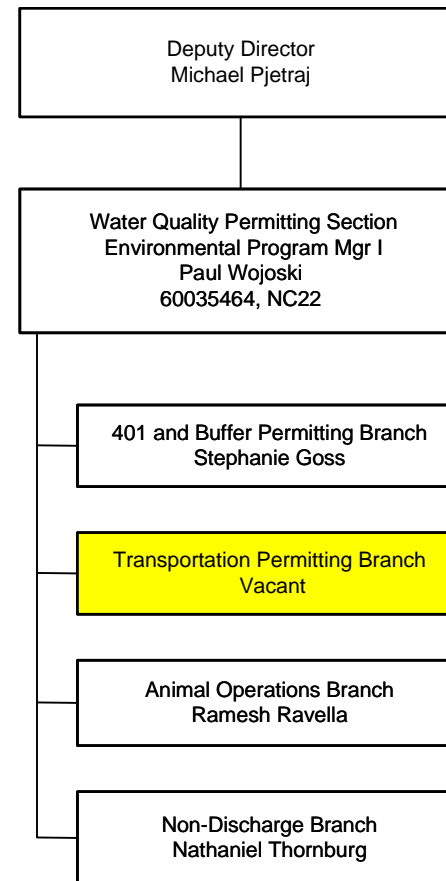 Deputy Director
Michael Pjetraj
Water Quality Permitting Section
Environmental Program Mgr I
Paul Wojoski
60035464, NC22
401 and Buffer Permitting Branch
Stephanie Goss
Transportation Permitting Branch
Vacant
Animal Operations Branch
Ramesh Ravella
Non-Discharge Branch
Nathaniel Thornburg